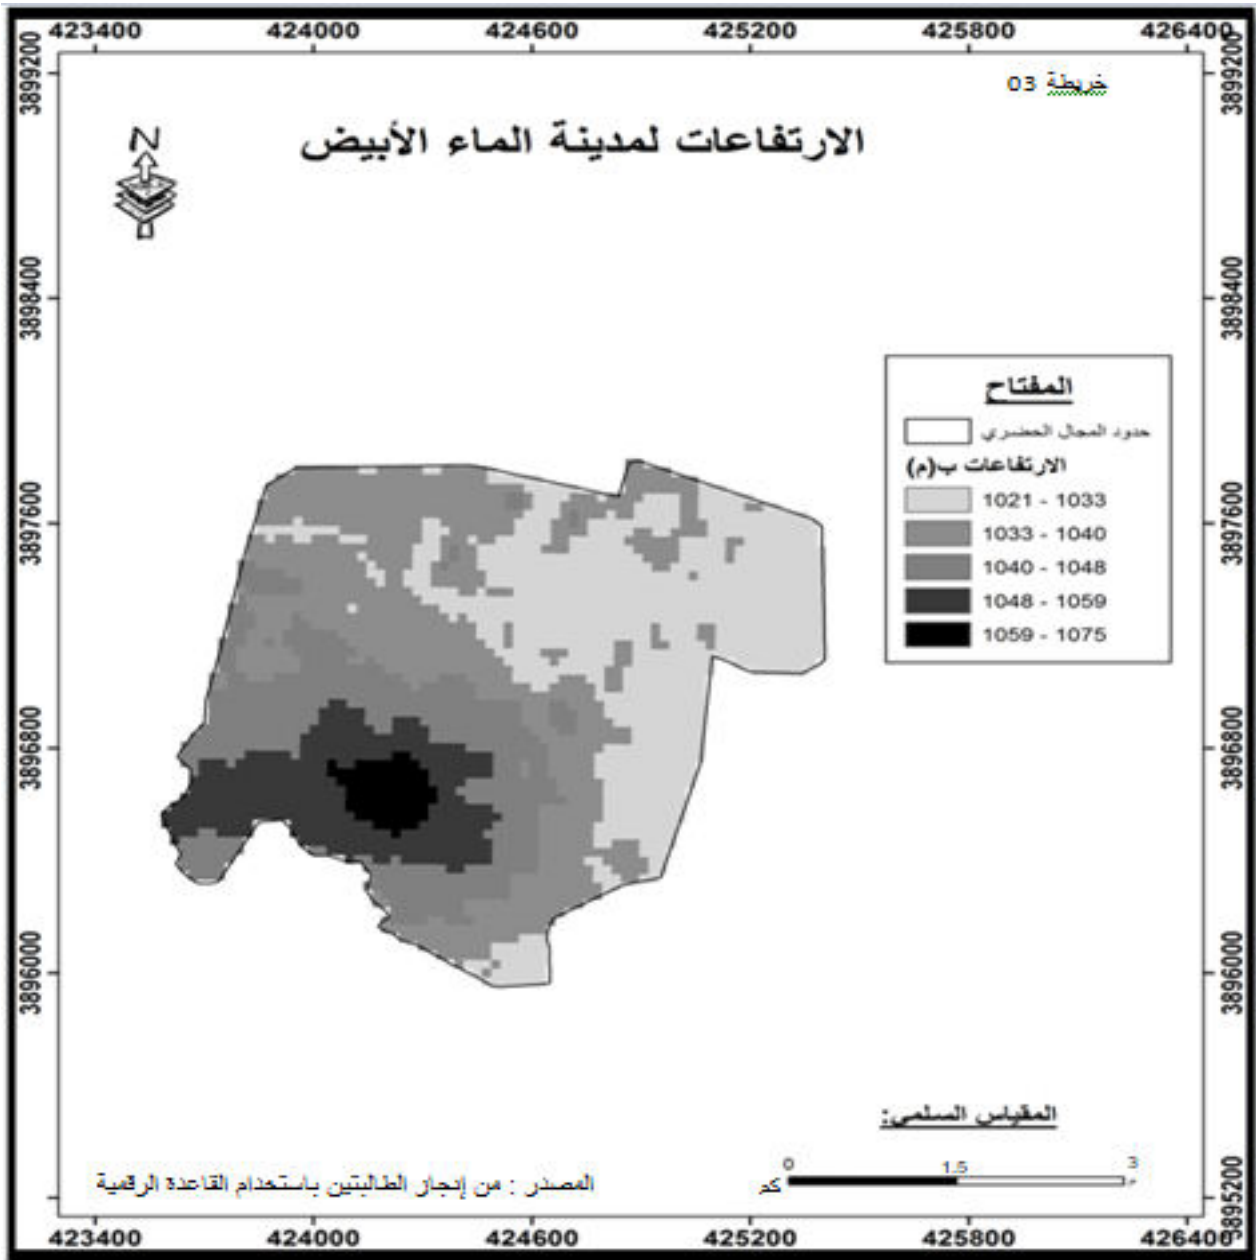 423400 424000 424600 425200 425800 426400
3899200
3899200
خريطة 03
الارتفاعات لمدينة الماء الأبيض
N
3898400
3898400
المفتاح
حدود المجال الحضري
الارتفاعات ب(م)
1021 - 1033
1033 - 1040
1040 - 1048
1048 - 1059
1059 - 1075
3897600
3897600
3896800
3896800
3896000
3896000
المقياس السلمي:
0 1.5 3
كم
المصدر : من إنجاز الطالبتين باستخدام القاعدة الرقمية
3895200
423400 424000 424600 425200 425800 426400